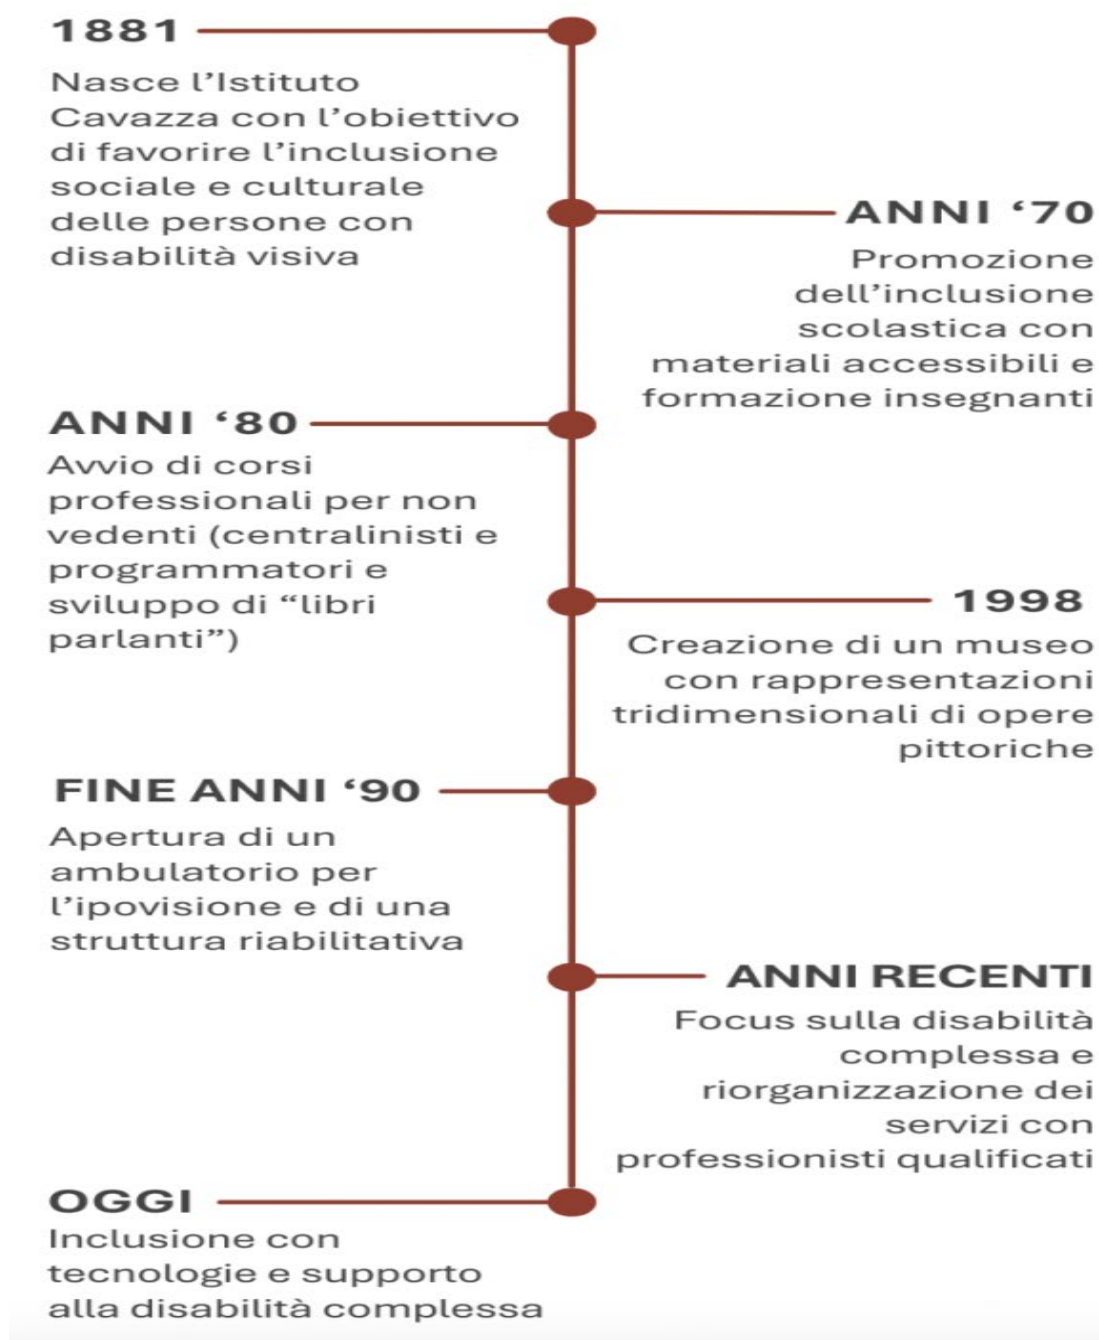 1881
Nasce l’Istituto
Cavazza con l’obiettivo
di favorire l’inclusione
sociale e culturale
delle persone con
disabilità visiva
ANNI ‘70
Promozione
dell’inclusione
scolastica con
materiali accessibili e
formazione insegnanti
ANNI ‘80
Avvio di corsi
professionali per non
vedenti (centralinisti e
programmatori e
sviluppo di “libri
parlanti”)
1998
Creazione di un museo
con rappresentazioni
tridimensionali di opere
pittoriche
FINE ANNI ‘90
Apertura di un
ambulatorio per
l’ipovisione e di una
struttura riabilitativa
ANNI RECENTI
Focus sulla disabilità
complessa e
riorganizzazione dei
servizi con
professionisti qualificati
OGGI
Inclusione con
tecnologie e supporto
alla disabilità complessa